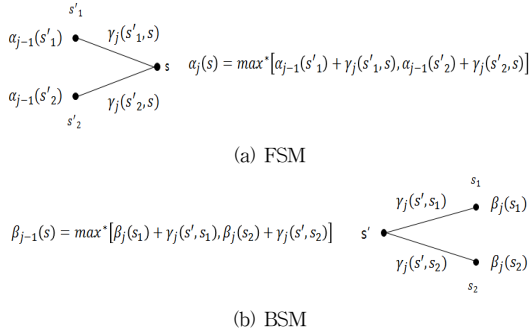 s'₁
αⱼ₋₁(s'₁) γⱼ(s'₁,s)
s αⱼ(s) = max*[αⱼ₋₁(s'₁) + γⱼ(s'₁,s), αⱼ₋₁(s'₂) + γⱼ(s'₂,s)]
αⱼ₋₁(s'₂) γⱼ(s'₂,s)
s'₂
(a) FSM
s₁
γⱼ(s',s₁) βⱼ(s₁)
βⱼ₋₁(s) = max*[βⱼ(s₁) + γⱼ(s',s₁), βⱼ(s₂) + γⱼ(s',s₂)] s'
γⱼ(s',s₂) βⱼ(s₂)
s₂
(b) BSM